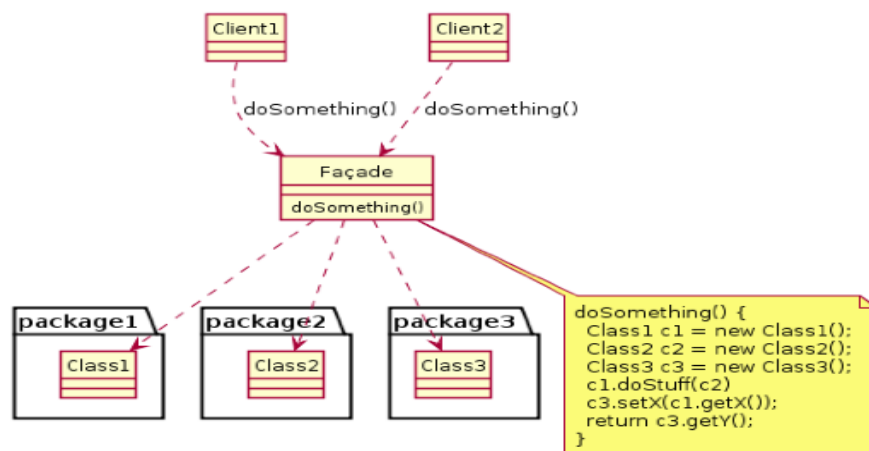 Client1
Client2
doSomething()
doSomething()
Façade
doSomething()
package1
package2
package3
Class1
Class2
Class3
doSomething() {
Class1 c1 = new Class1();
Class2 c2 = new Class2();
Class3 c3 = new Class3();
c1.doStuff(c2)
c3.setX(c1.getX());
return c3.getY();
}